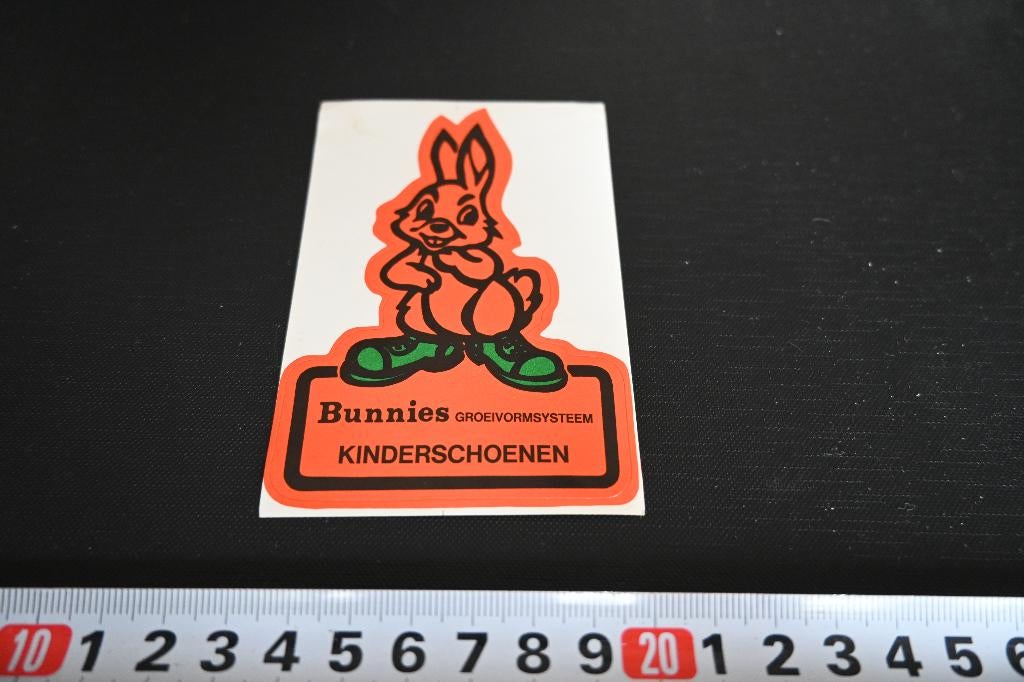 Bunnies GROEIVORMSYSTEEM
KINDERSCHOENEN
10 1 2 3 4 5 6 7 8 9 20 1 2 3 4 5 6